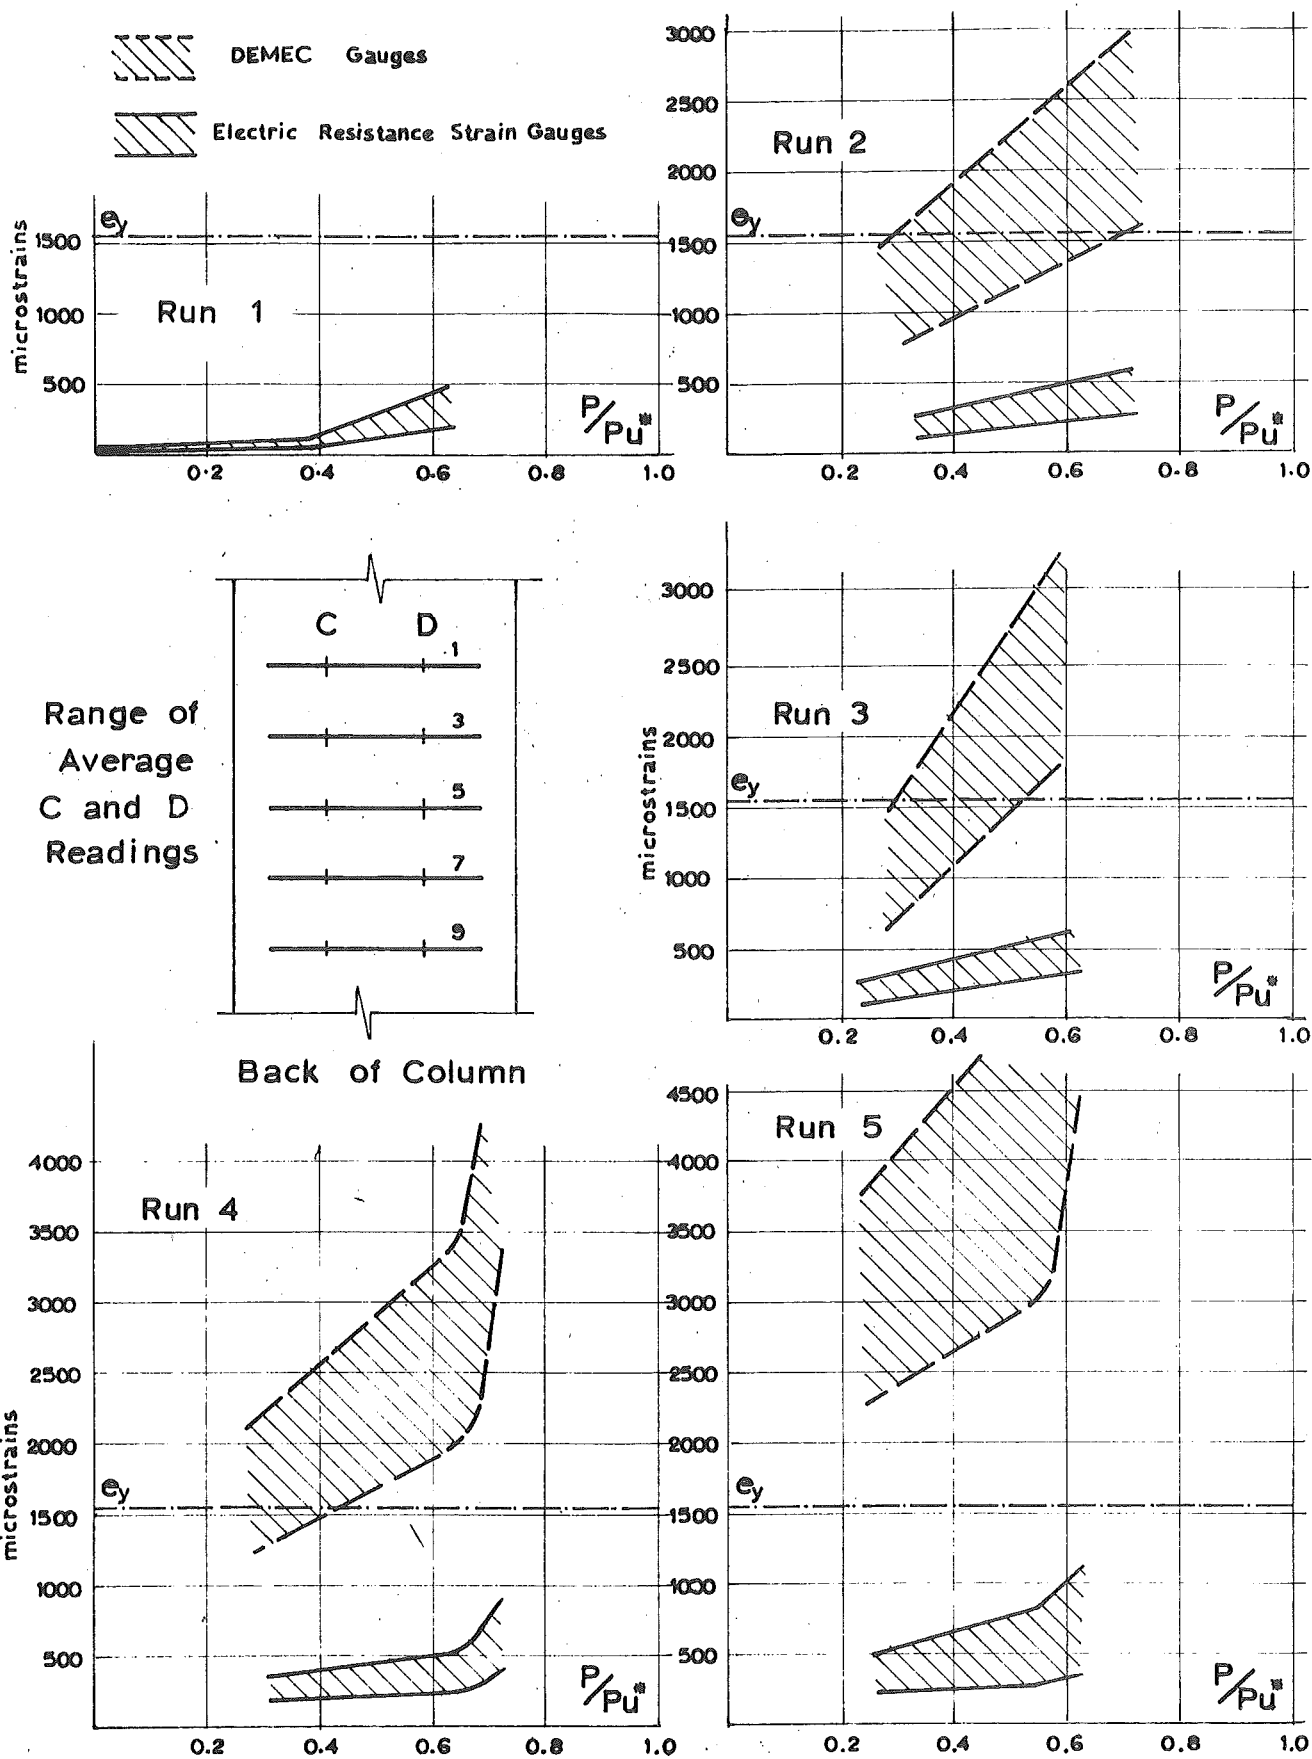 DEMEC Gauges
Electric Resistance Strain Gauges
microstrains
ey
1500
1000
500
Run 1
P/Pu*
0.2 0.4 0.6 0.8 1.0
3000
2500
2000
1500
1000
500
ey
Run 2
P/Pu*
0.2 0.4 0.6 0.8 1.0
Range of
Average
C and D
Readings
C D
1
3
5
7
9
Back of Column
microstrains
3000
2500
2000
1500
1000
500
ey
Run 3
P/Pu*
0.2 0.4 0.6 0.8 1.0
microstrains
4000
3500
3000
2500
2000
1500
1000
500
ey
Run 4
P/Pu*
0.2 0.4 0.6 0.8 1.0
4500
4000
3500
3000
2500
2000
1500
1000
500
ey
Run 5
P/Pu*
0.2 0.4 0.6 0.8 1.0